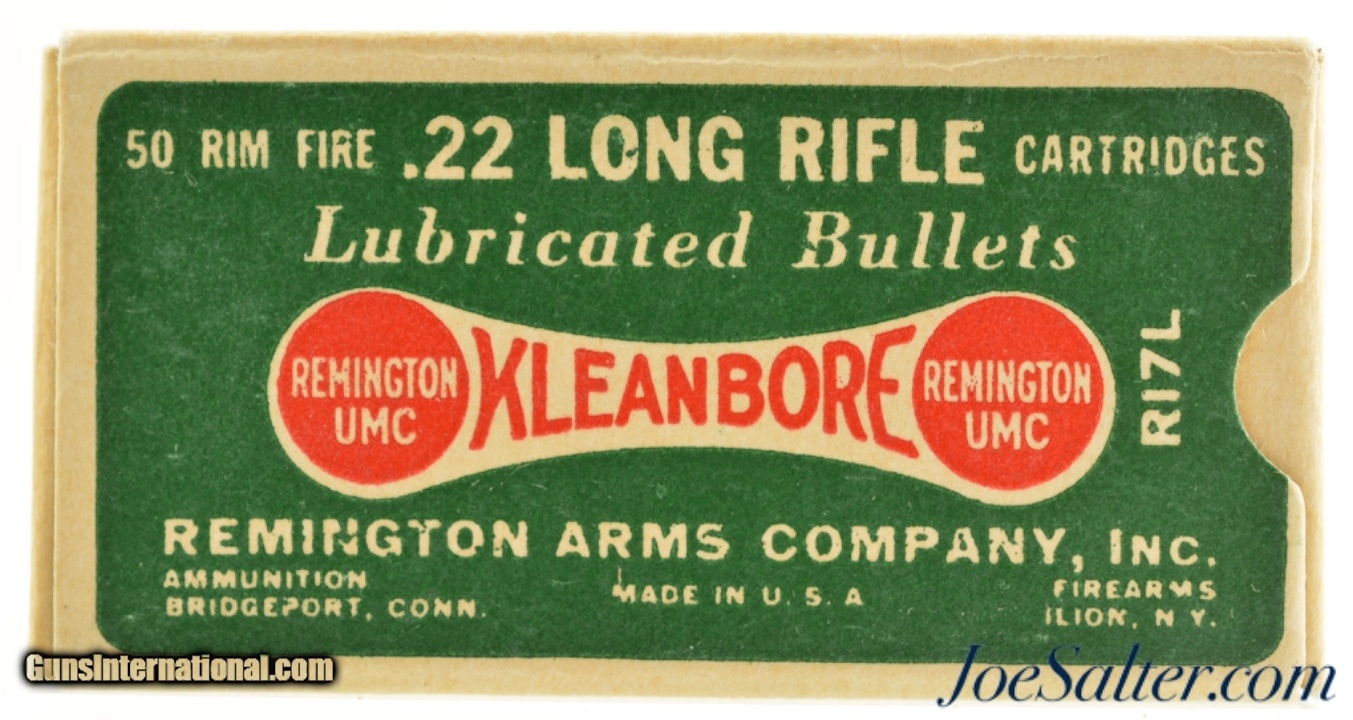 50 RIM FIRE .22 LONG RIFLE CARTRIDGES
Lubricated Bullets
REMINGTON
UMC
KLEANBORE
REMINGTON
UMC
R17L
REMINGTON ARMS COMPANY, INC.
AMMUNITION
BRIDGEPORT, CONN.
MADE IN U. S. A
FIREARMS
ILION, N Y.
GunsInternational.com
JoeSalter.com